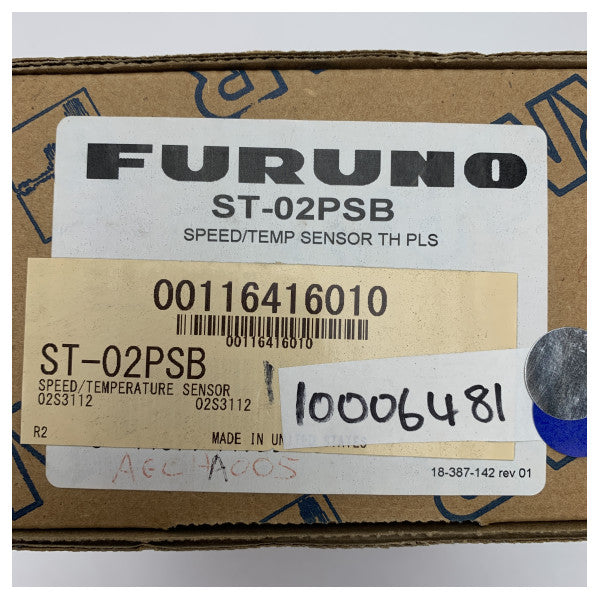 FURUNO
ST-02PSB
SPEED/TEMP SENSOR TH PLS
00116416010
00116416010
ST-02PSB
SPEED/TEMPERATURE SENSOR
02S3112 02S3112
10006481
R2 MADE IN UNITED STATES
18-387-142 rev 01